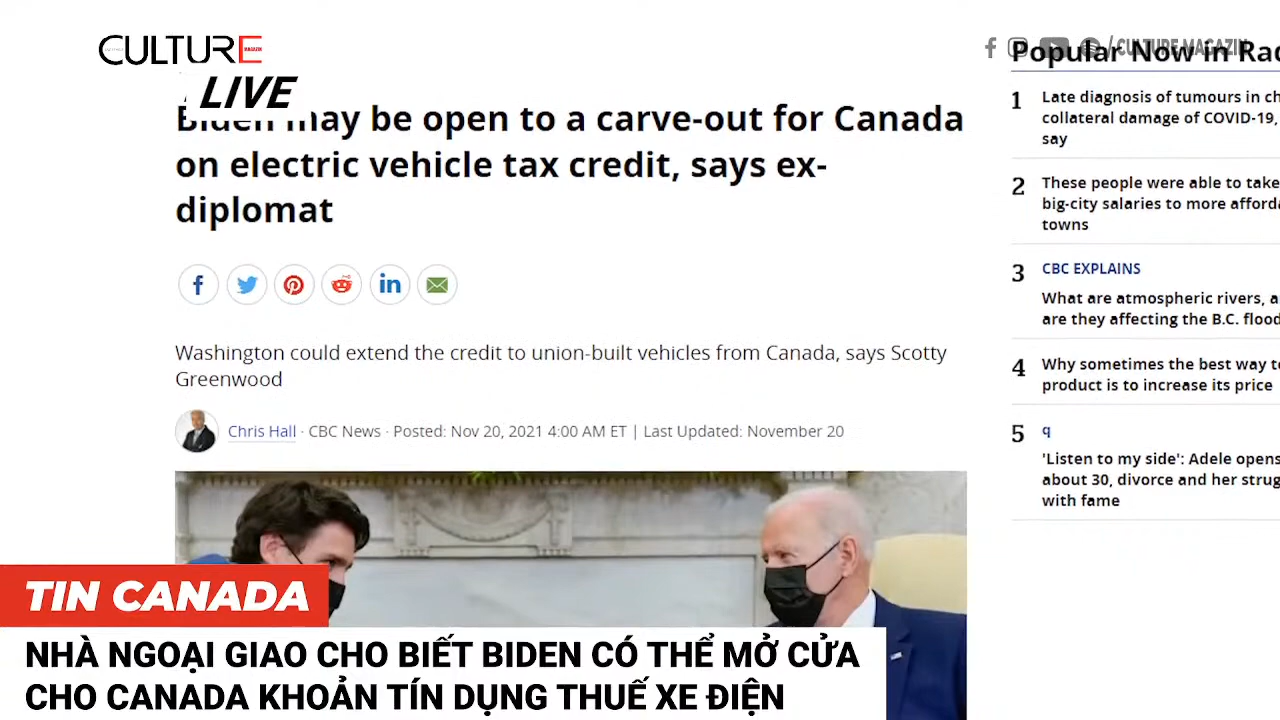 CULTURE
MAGAZIN
LIVE
/CULTURE.MAGAZIN
Biden may be open to a carve-out for Canada
on electric vehicle tax credit, says ex-
diplomat
Washington could extend the credit to union-built vehicles from Canada, says Scotty
Greenwood
Chris Hall · CBC News · Posted: Nov 20, 2021 4:00 AM ET | Last Updated: November 20
Popular Now in
1
Late diagnosis of tumours in
collateral damage of COVID-19,
say
2
These people were able to take
big-city salaries to more
towns
3
CBC EXPLAINS
What are atmospheric rivers,
are they affecting the B.C.
4
Why sometimes the best way
product is to increase its price
5
q
'Listen to my side': Adele opens
about 30, divorce and her
with fame
TIN CANADA
NHÀ NGOẠI GIAO CHO BIẾT BIDEN CÓ THỂ MỞ CỬA
CHO CANADA KHOẢN TÍN DỤNG THUẾ XE ĐIỆN